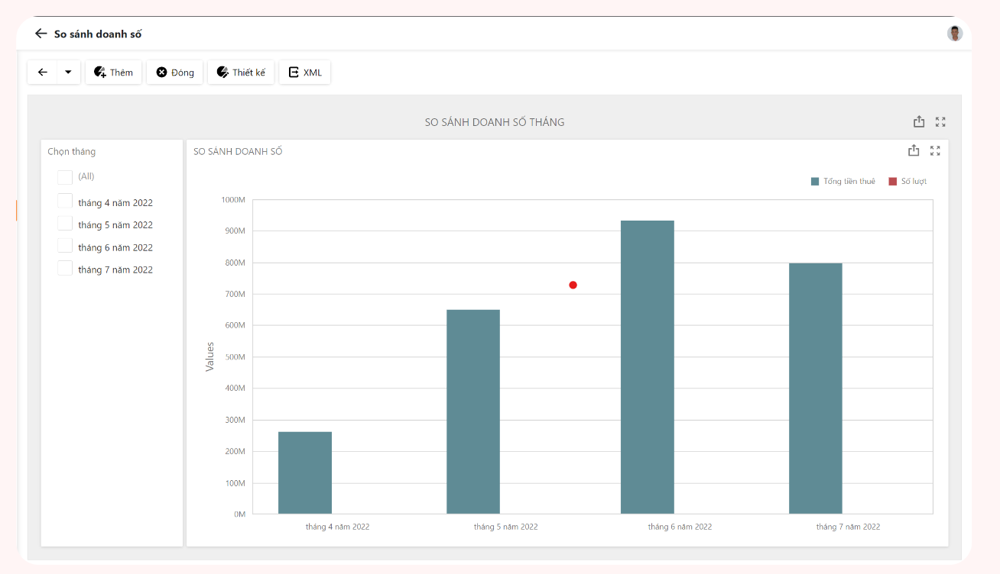 So sánh doanh số
Thêm
Đóng
Thiết kế
XML
SO SÁNH DOANH SỐ THÁNG
Chọn tháng
(All)
tháng 4 năm 2022
tháng 5 năm 2022
tháng 6 năm 2022
tháng 7 năm 2022
SO SÁNH DOANH SỐ
Tổng tiền thuê
Số lượt
1000M
900M
800M
700M
600M
500M
400M
300M
200M
100M
0M
Values
tháng 4 năm 2022
tháng 5 năm 2022
tháng 6 năm 2022
tháng 7 năm 2022